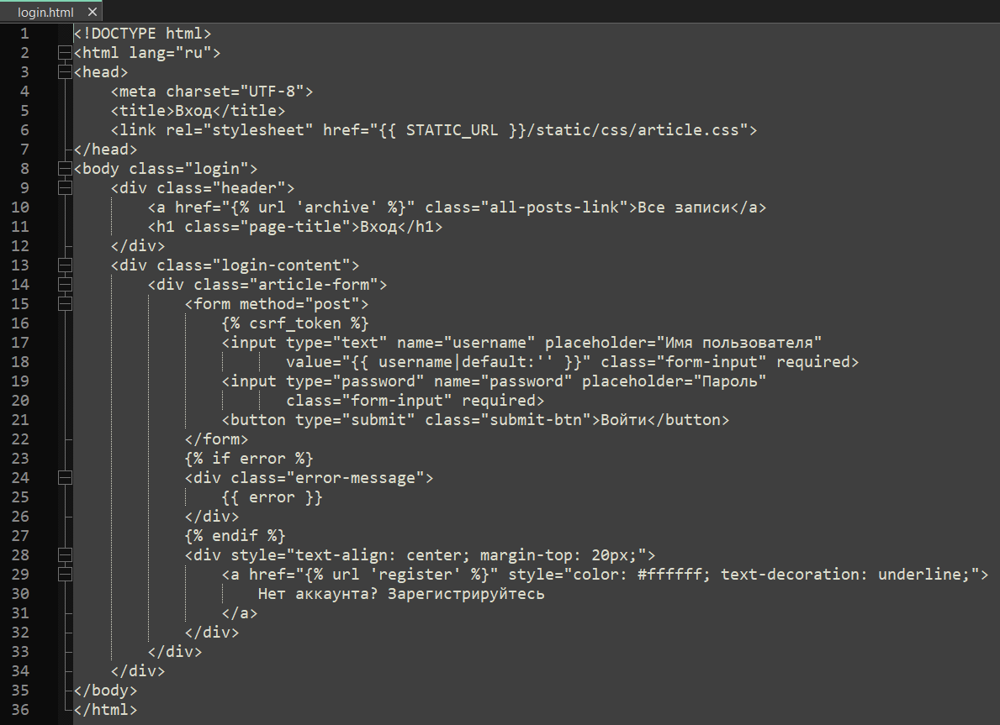 login.html ×
1 <!DOCTYPE html>
2 <html lang="ru">
3 <head>
4     <meta charset="UTF-8">
5     <title>Вход</title>
6     <link rel="stylesheet" href="{{ STATIC_URL }}/static/css/article.css">
7 </head>
8 <body class="login">
9     <div class="header">
10         <a href="{% url 'archive' %}" class="all-posts-link">Все записи</a>
11         <h1 class="page-title">Вход</h1>
12     </div>
13     <div class="login-content">
14         <div class="article-form">
15             <form method="post">
16                 {% csrf_token %}
17                 <input type="text" name="username" placeholder="Имя пользователя"
18                        value="{{ username|default:'' }}" class="form-input" required>
19                 <input type="password" name="password" placeholder="Пароль"
20                        class="form-input" required>
21                 <button type="submit" class="submit-btn">Войти</button>
22             </form>
23             {% if error %}
24             <div class="error-message">
25                 {{ error }}
26             </div>
27             {% endif %}
28             <div style="text-align: center; margin-top: 20px;">
29                 <a href="{% url 'register' %}" style="color: #ffffff; text-decoration: underline;">
30                     Нет аккаунта? Зарегистрируйтесь
31                 </a>
32             </div>
33         </div>
34     </div>
35 </body>
36 </html>